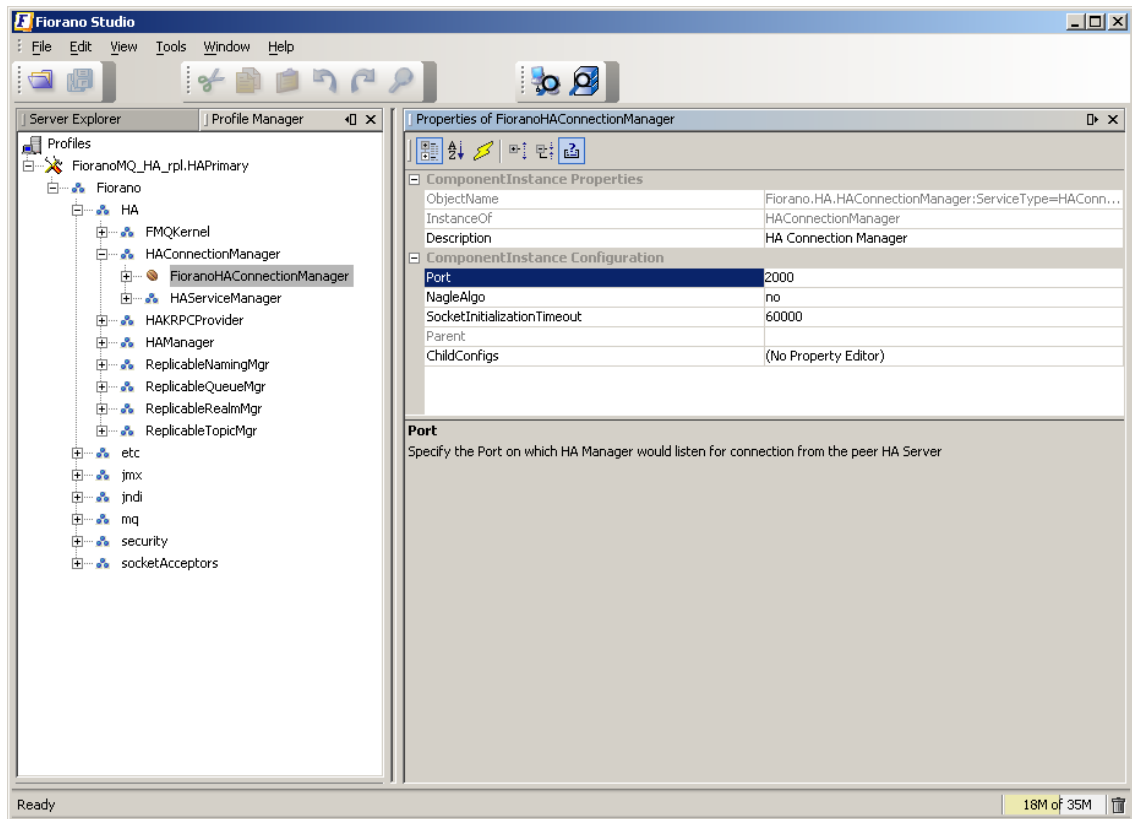 Fiorano Studio
File Edit View Tools Window Help
Server Explorer
Profile Manager
Profiles
FioranoMQ_HA_rpl.HAPrimary
Fiorano
HA
FMQKernel
HAConnectionManager
FioranoHAConnectionManager
HAServiceManager
HAKRPCProvider
HAManager
ReplicableNamingMgr
ReplicableQueueMgr
ReplicableRealmMgr
ReplicableTopicMgr
etc
jmx
jndi
mq
security
socketAcceptors
Properties of FioranoHAConnectionManager
ComponentInstance Properties
ObjectName Fiorano.HA.HAConnectionManager:ServiceType=HAConn...
InstanceOf HAConnectionManager
Description HA Connection Manager
ComponentInstance Configuration
Port 2000
NagleAlgo no
SocketInitializationTimeout 60000
Parent
ChildConfigs (No Property Editor)
Port
Specify the Port on which HA Manager would listen for connection from the peer HA Server
Ready
18M of 35M